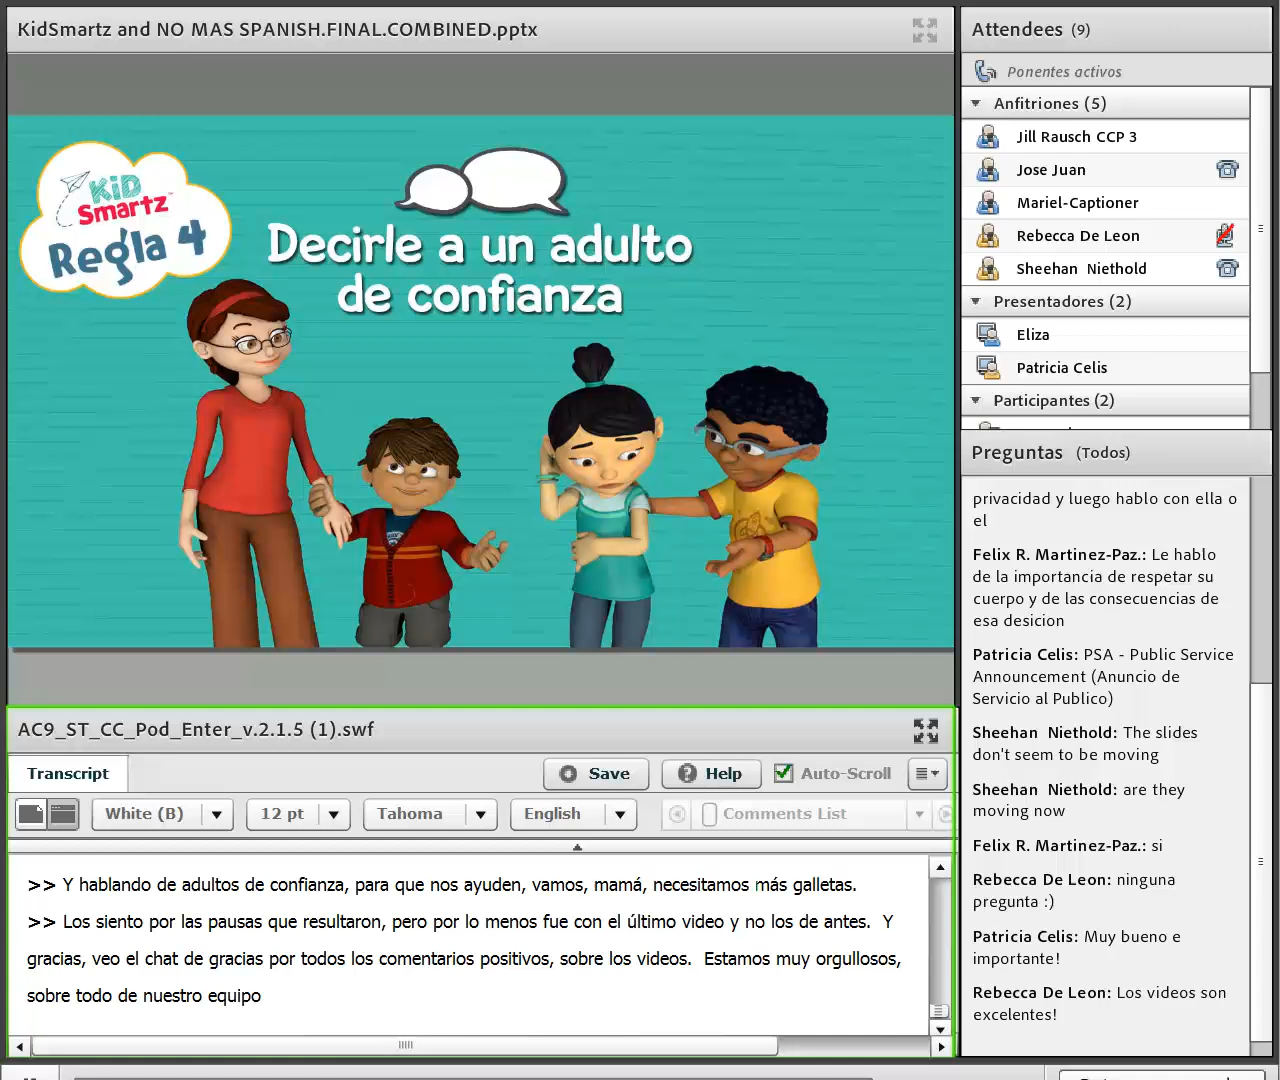 KidSmartz and NO MAS SPANISH.FINAL.COMBINED.pptx
KiD
Smartz™
Regla 4
Decirle a un adulto
de confianza
AC9_ST_CC_Pod_Enter_v.2.1.5 (1).swf
Transcript
Save
Help
Auto-Scroll
White (B)
12 pt
Tahoma
English
Comments List
>> Y hablando de adultos de confianza, para que nos ayuden, vamos, mamá, necesitamos más galletas.
>> Los siento por las pausas que resultaron, pero por lo menos fue con el último video y no los de antes.  Y
gracias, veo el chat de gracias por todos los comentarios positivos, sobre los videos.  Estamos muy orgullosos,
sobre todo de nuestro equipo
Attendees (9)
Ponentes activos
Anfitriones (5)
Jill Rausch CCP 3
Jose Juan
Mariel-Captioner
Rebecca De Leon
Sheehan Niethold
Presentadores (2)
Eliza
Patricia Celis
Participantes (2)
Preguntas (Todos)
privacidad y luego hablo con ella o
el
Felix R. Martinez-Paz.: Le hablo
de la importancia de respetar su
cuerpo y de las consecuencias de
esa desicion
Patricia Celis: PSA - Public Service
Announcement (Anuncio de
Servicio al Publico)
Sheehan Niethold: The slides
don't seem to be moving
Sheehan Niethold: are they
moving now
Felix R. Martinez-Paz.: si
Rebecca De Leon: ninguna
pregunta :)
Patricia Celis: Muy bueno e
importante!
Rebecca De Leon: Los videos son
excelentes!